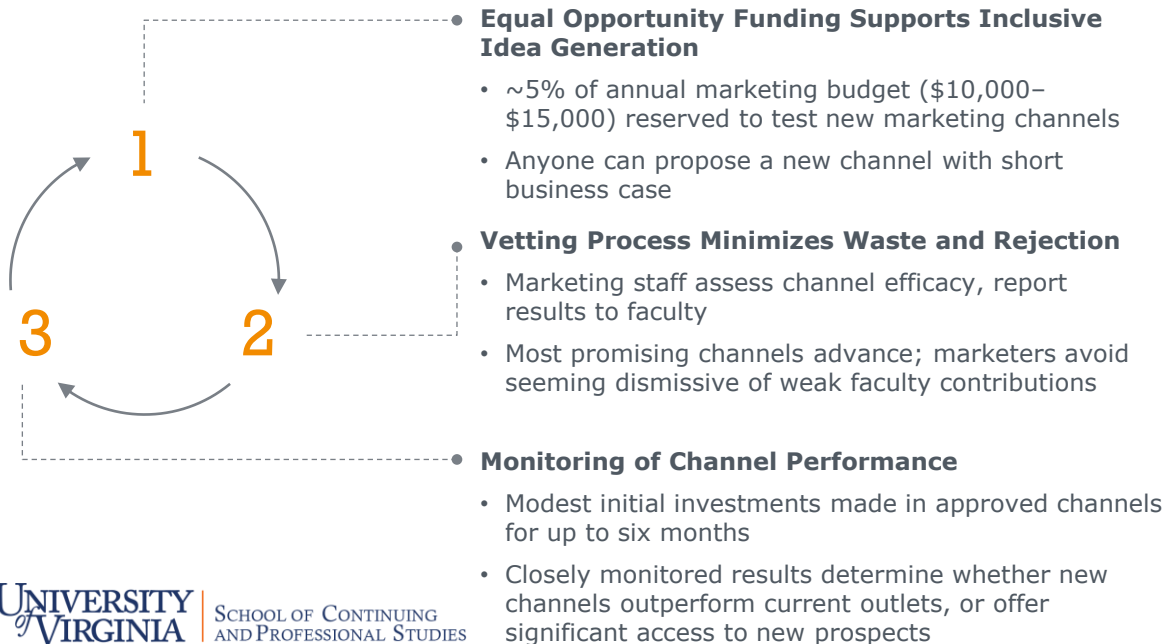 Equal Opportunity Funding Supports Inclusive
Idea Generation
• ~5% of annual marketing budget ($10,000–
$15,000) reserved to test new marketing channels
• Anyone can propose a new channel with short
business case
1
Vetting Process Minimizes Waste and Rejection
• Marketing staff assess channel efficacy, report
results to faculty
• Most promising channels advance; marketers avoid
seeming dismissive of weak faculty contributions
2
3
Monitoring of Channel Performance
• Modest initial investments made in approved channels
for up to six months
• Closely monitored results determine whether new
channels outperform current outlets, or offer
significant access to new prospects
UNIVERSITY
of VIRGINIA
SCHOOL OF CONTINUING
AND PROFESSIONAL STUDIES